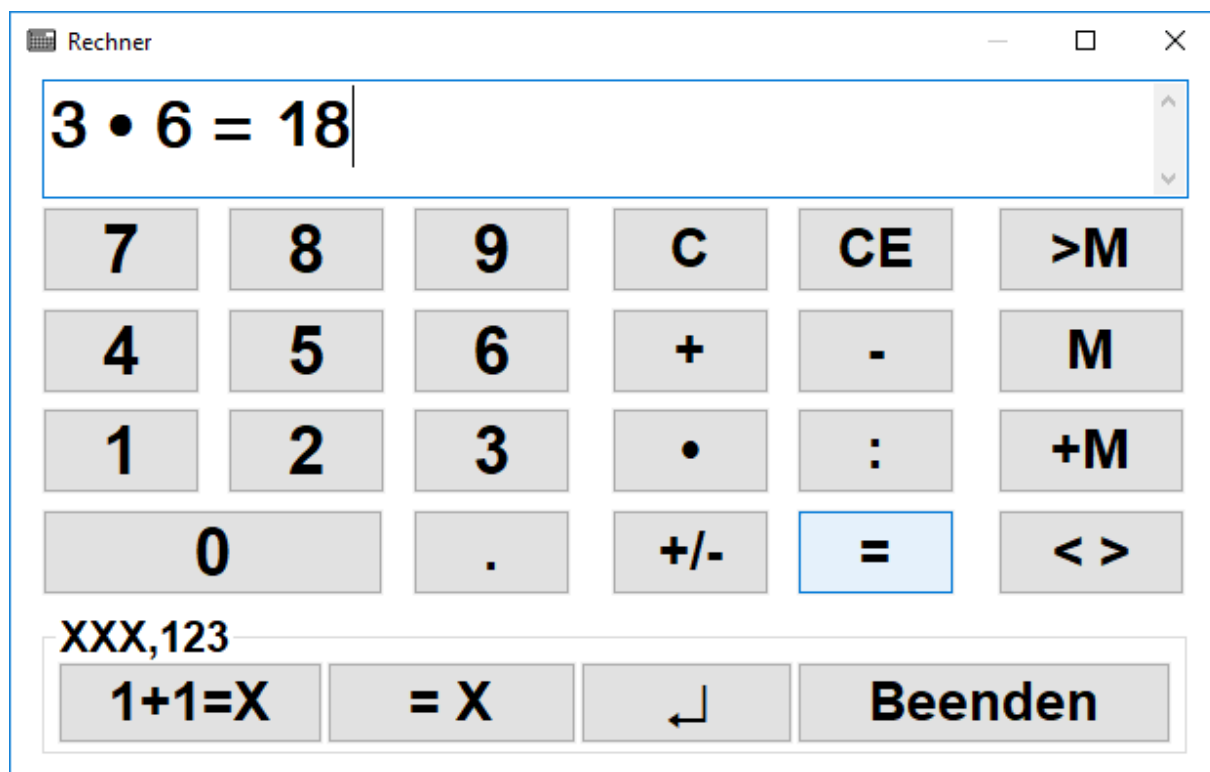 Rechner
3 • 6 = 18
7 8 9 C CE >M
4 5 6 + - M
1 2 3 • : +M
0 . +/- = < >
XXX,123
1+1=X = X ↵ Beenden